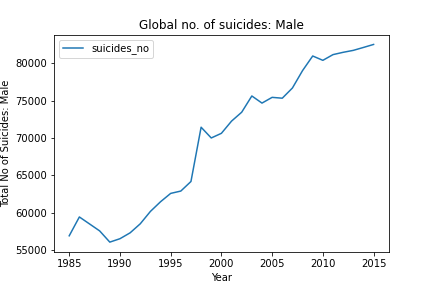 Global no. of suicides: Male
suicides_no
Total No of Suicides: Male
80000
75000
70000
65000
60000
55000
1985 1990 1995 2000 2005 2010 2015
Year